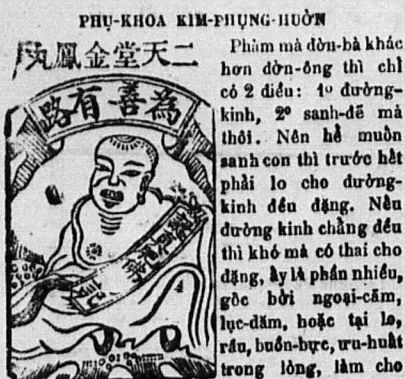 PHỤ-KHOA KIM-PHỤNG-HUỜN
二天堂金鳳丸
為善有路
Phàm mà đờn-bà khác
hơn đờn-ông thì chỉ
có 2 điều: 1º đường-
kinh, 2º sanh-đẽ mà
thôi. Nên hễ muốn
sanh con thì trước hết
phải lo cho đường-
kinh đều đặng. Nếu
đường kinh chẳng đều
thì khó mà có thai cho
đặng, ấy là phần nhiều,
gốc bởi ngoại-cãm,
lục-dâm, hoặc tại lo,
rầu, buồn-bực, ưu-huất
trong lòng, làm cho